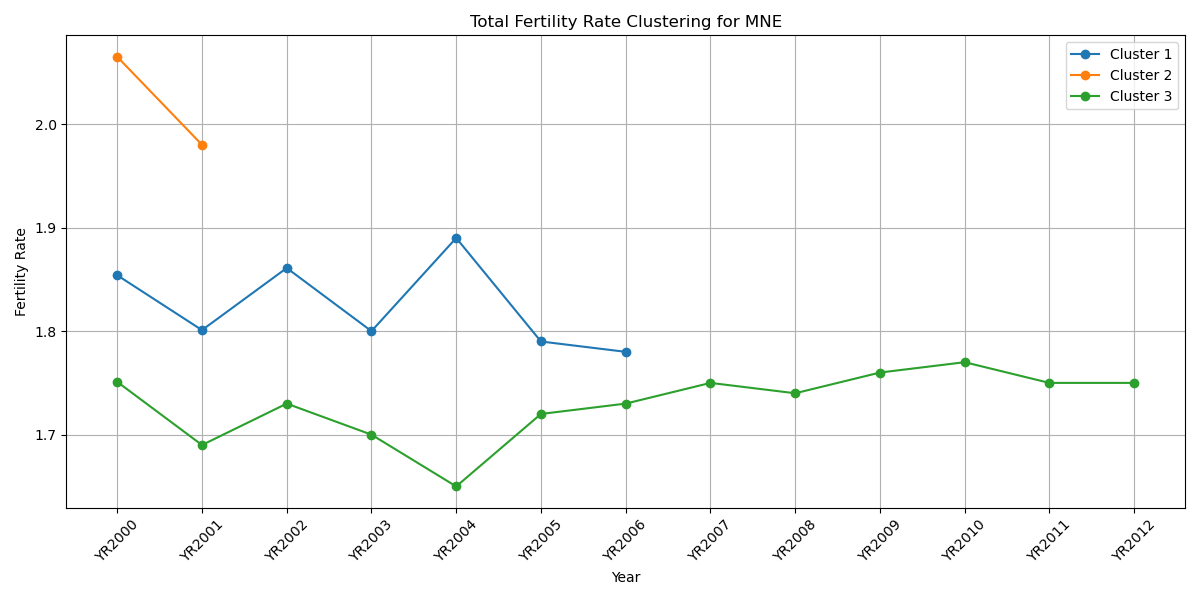 Total Fertility Rate Clustering for MNE
Cluster 1
Cluster 2
Cluster 3
Fertility Rate
2.0
1.9
1.8
1.7
YR2000
YR2001
YR2002
YR2003
YR2004
YR2005
YR2006
YR2007
YR2008
YR2009
YR2010
YR2011
YR2012
Year